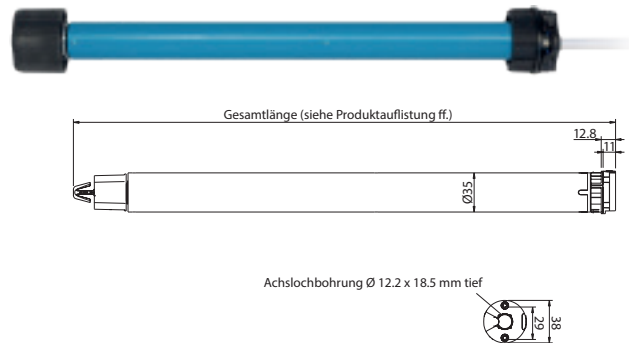 Gesamtlänge (siehe Produktauflistung ff.)
12.8
11
Ø35
Achslochbohrung Ø 12.2 x 18.5 mm tief
29
38